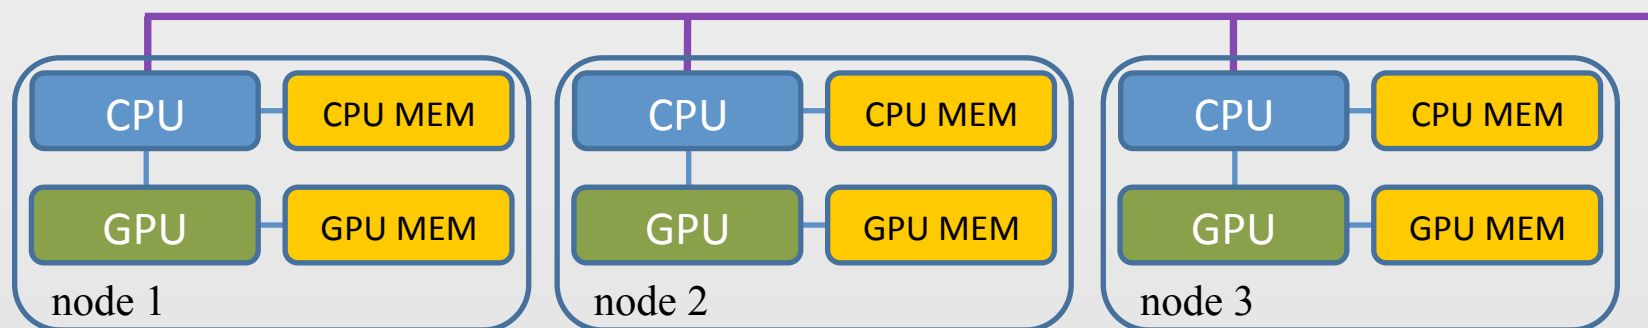 CPU
CPU MEM
GPU
GPU MEM
node 1
CPU
CPU MEM
GPU
GPU MEM
node 2
CPU
CPU MEM
GPU
GPU MEM
node 3